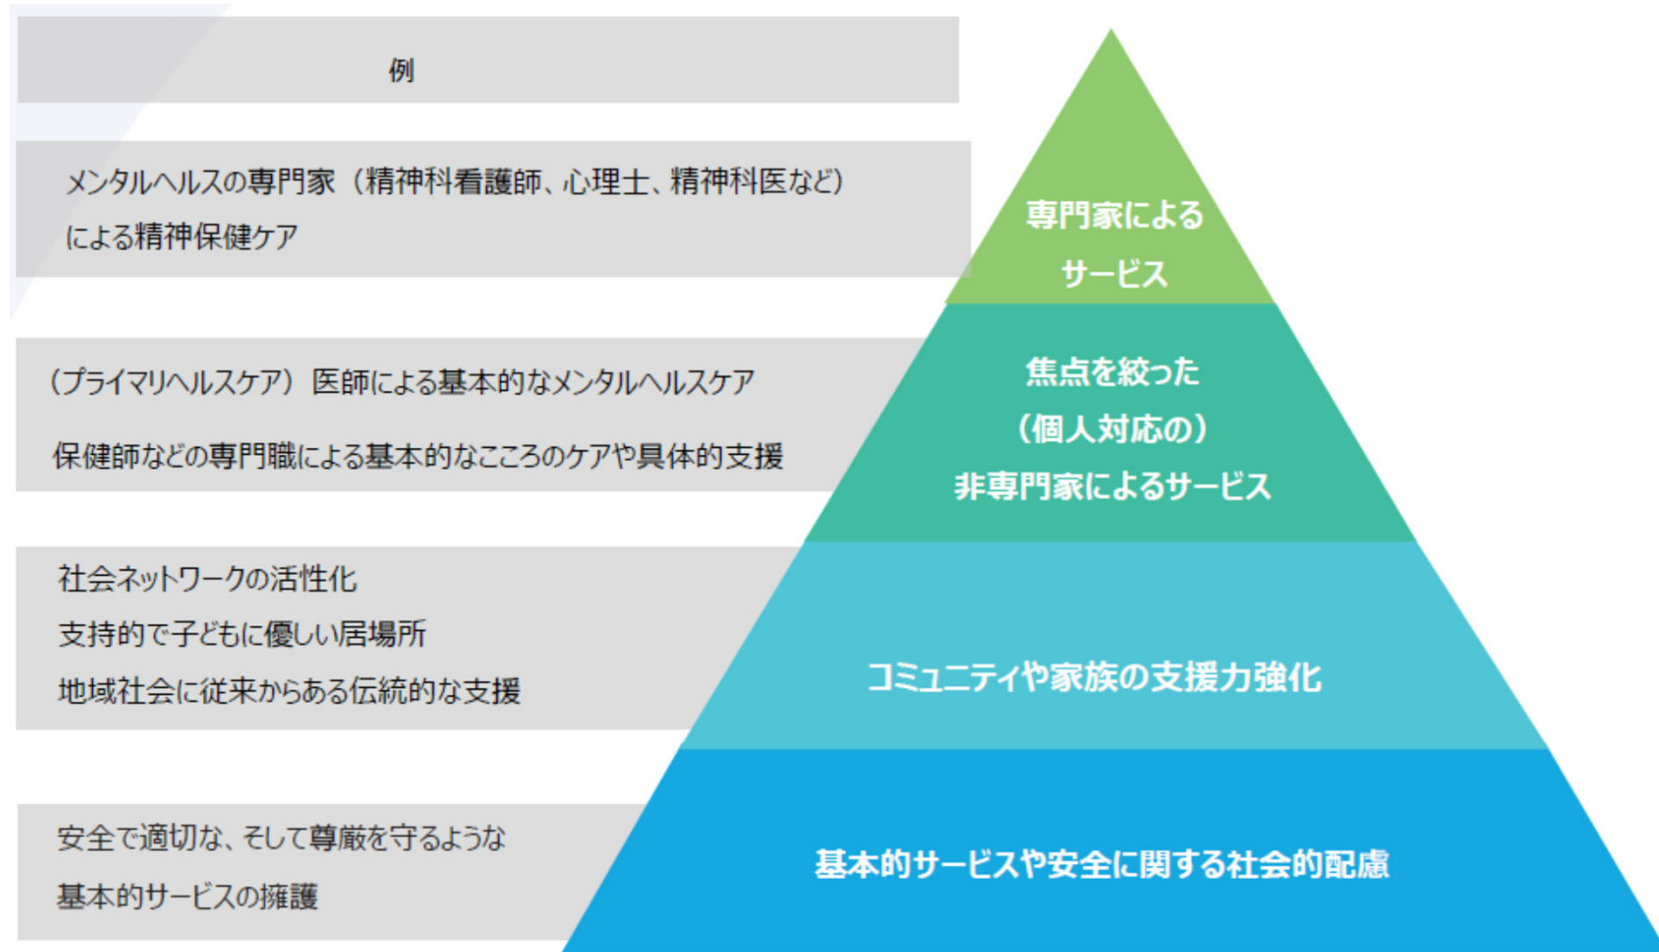 例
メンタルヘルスの専門家（精神科看護師、心理士、精神科医など）
による精神保健ケア
専門家による
サービス
（プライマリヘルスケア）医師による基本的なメンタルヘルスケア
保健師などの専門職による基本的なこころのケアや具体的支援
焦点を絞った
（個人対応の）
非専門家によるサービス
社会ネットワークの活性化
支持的で子どもに優しい居場所
地域社会に従来からある伝統的な支援
コミュニティや家族の支援力強化
安全で適切な、そして尊厳を守るような
基本的サービスの擁護
基本的サービスや安全に関する社会的配慮